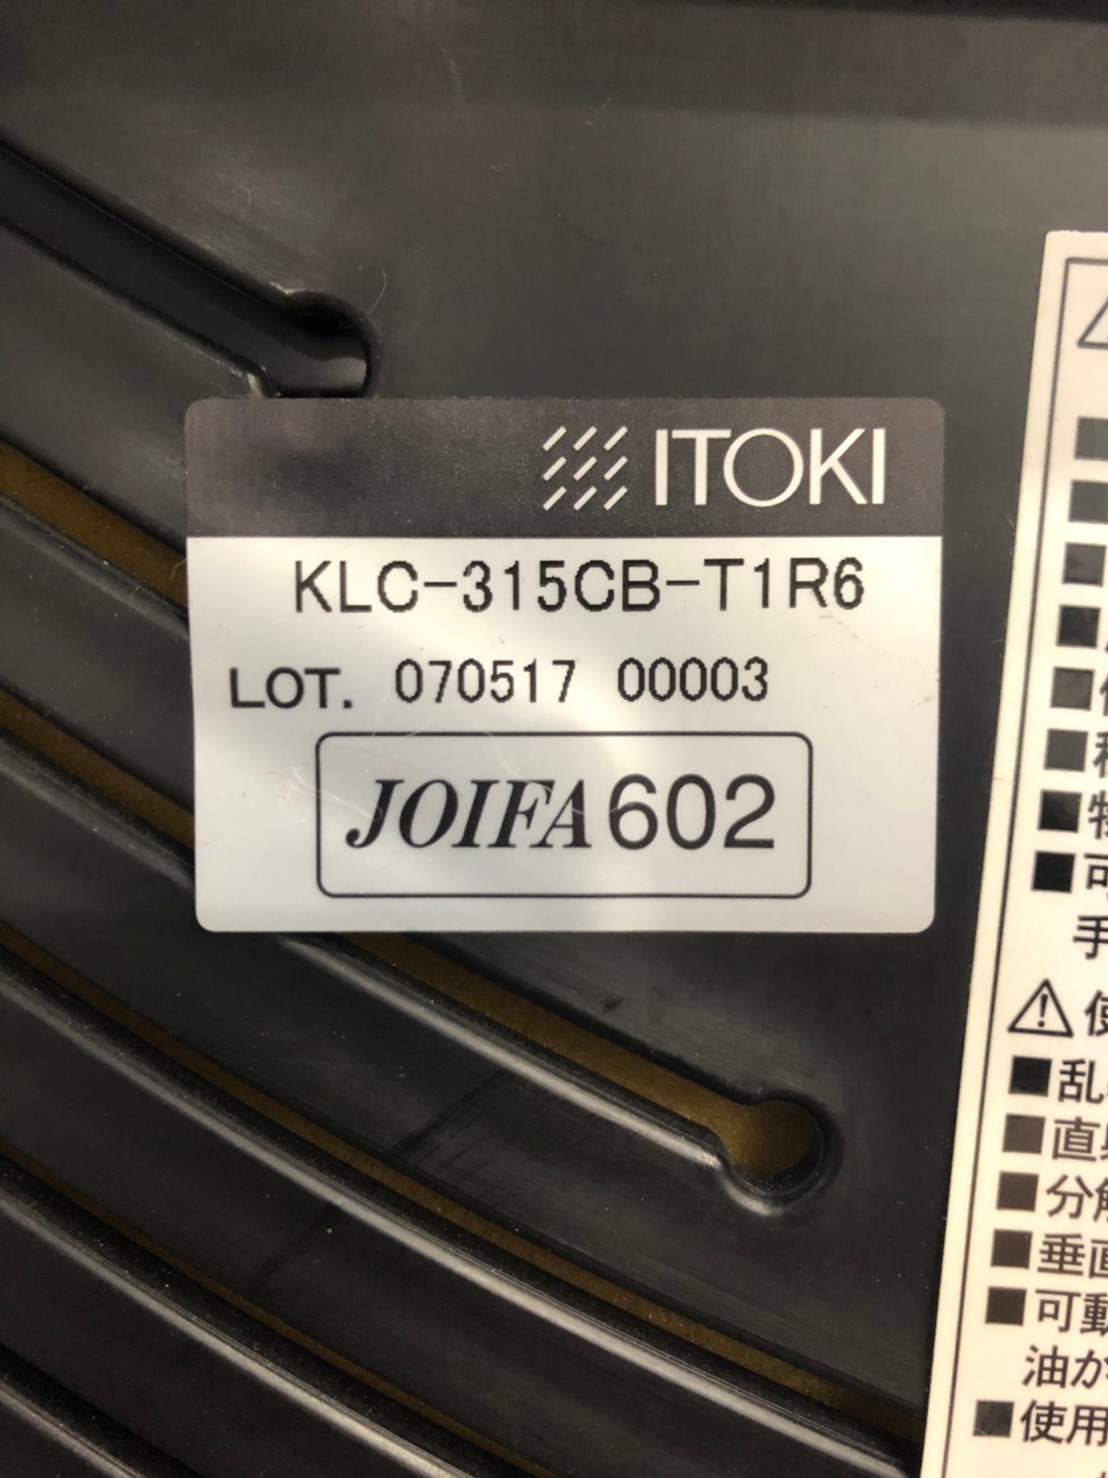 ITOKI
KLC-315CB-T1R6
LOT. 070517 00003
JOIFA 602
手
使
■乱
■直
■分解
■垂直
■可動
油が
■使用